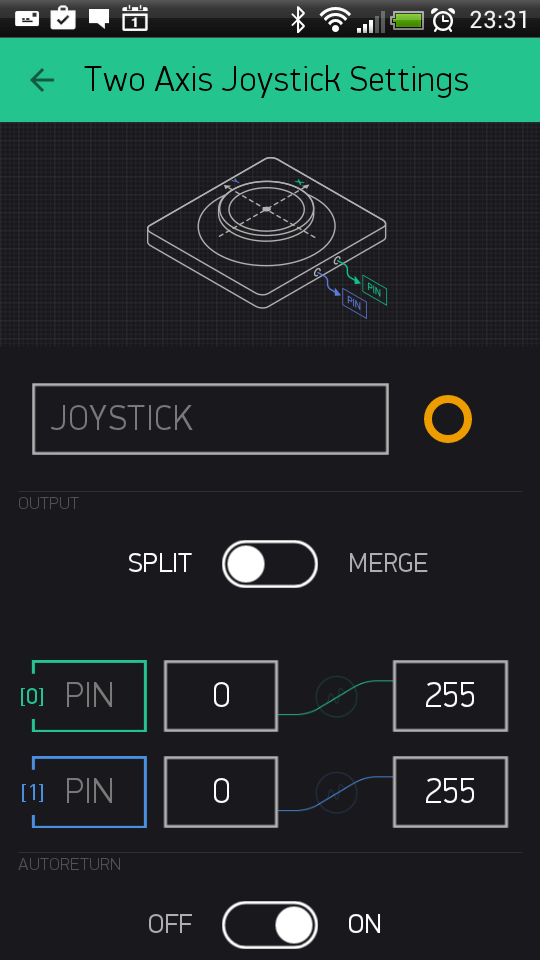 1
23:31
Two Axis Joystick Settings
Y X
PIN
PIN
JOYSTICK
OUTPUT
SPLIT MERGE
[0] PIN 0 255
[1] PIN 0 255
AUTORETURN
OFF ON